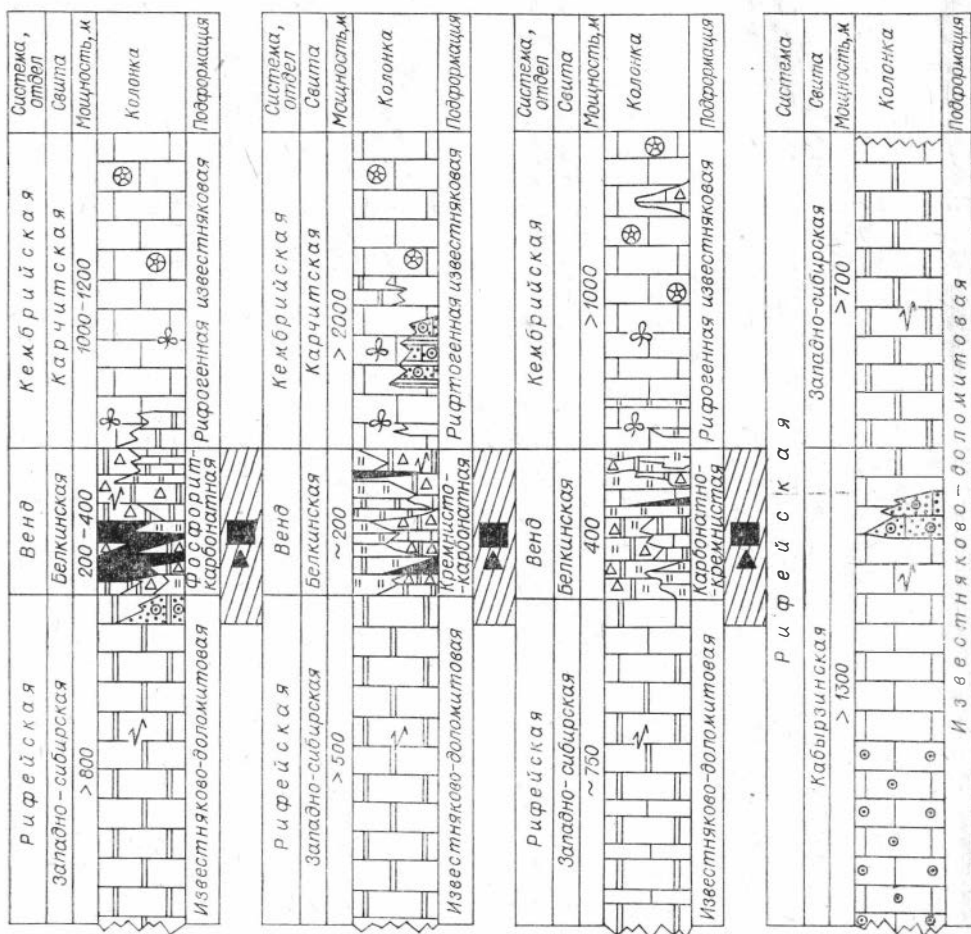 Система, отдел
Свита
Мощность, м
Колонка
Подформация
Кембрийская
Карчитская
1000-1200
Рифогенная известняковая
Венд
Белкинская
200-400
Фосфорит-
карбонатная
Рифейская
Западно-сибирская
>800
Известняково-доломитовая
Система, отдел
Свита
Мощность, м
Колонка
Подформация
Кембрийская
Карчитская
>2000
Рифтогенная известняковая
Венд
Белкинская
~200
Кремнисто-
карбонатная
Рифейская
Западно-сибирская
>500
Известняково-доломитовая
Система, отдел
Свита
Мощность, м
Колонка
Подформация
Кембрийская
>1000
Рифогенная известняковая
Венд
Белкинская
400
Карбонатно-
-кремнистая
Рифейская
Западно-сибирская
~750
Известняково-доломитовая
Система
Свита
Мощность, м
Колонка
Подформация
Рифейская
Западно-сибирская
>700
Кабырзинская
>1300
Известняково-доломитовая